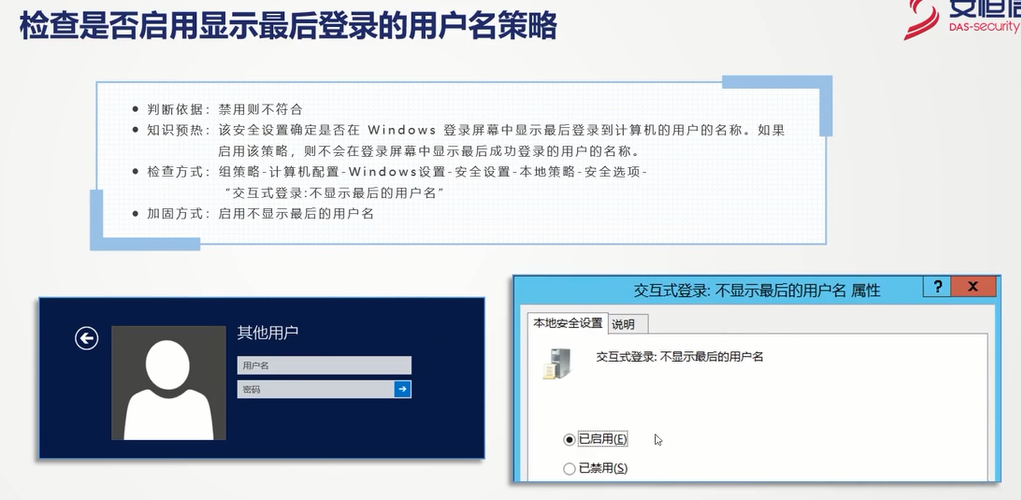 检查是否启用显示最后登录的用户名策略
DAS-security
● 判断依据：禁用则不符合
● 知识预热：该安全设置确定是否在 Windows 登录屏幕中显示最后登录到计算机的用户的名称。如果
启用该策略，则不会在登录屏幕中显示最后成功登录的用户的名称。
● 检查方式：组策略-计算机配置-Windows设置-安全设置-本地策略-安全选项-
“交互式登录:不显示最后的用户名”
● 加固方式：启用不显示最后的用户名
其他用户
用户名
密码
交互式登录: 不显示最后的用户名 属性
? x
本地安全设置 说明
交互式登录: 不显示最后的用户名
已启用(E)
已禁用(S)